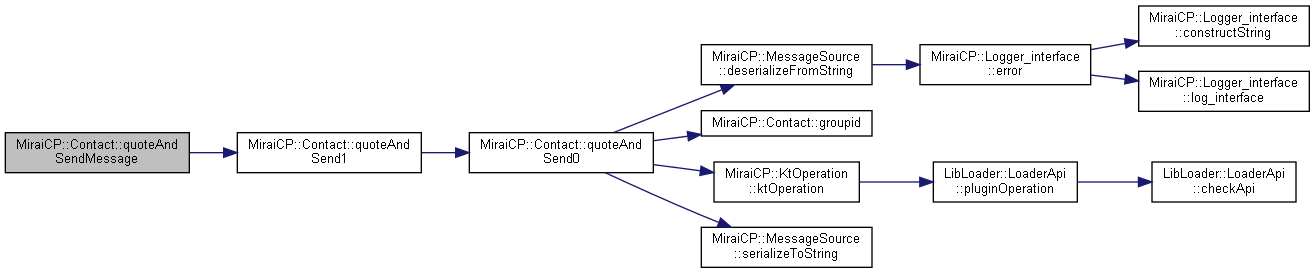 MiraiCP::Contact::quoteAnd
SendMessage
MiraiCP::Contact::quoteAnd
Send1
MiraiCP::Contact::quoteAnd
Send0
MiraiCP::MessageSource
::deserializeFromString
MiraiCP::Logger_interface
::error
MiraiCP::Logger_interface
::constructString
MiraiCP::Logger_interface
::log_interface
MiraiCP::Contact::groupid
MiraiCP::KtOperation
::ktOperation
LibLoader::LoaderApi
::pluginOperation
LibLoader::LoaderApi
::checkApi
MiraiCP::MessageSource
::serializeToString